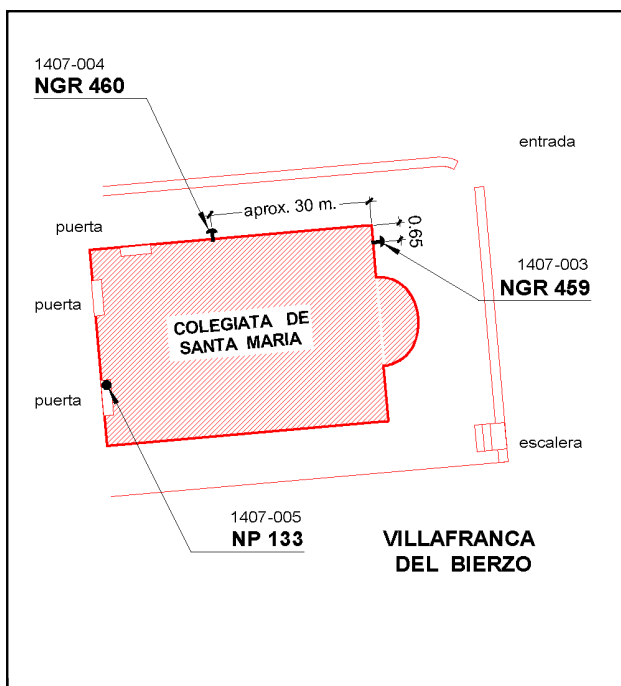 1407-004
NGR 460
entrada
aprox. 30 m.
puerta
0.65
1407-003
NGR 459
puerta
COLEGIATA DE
SANTA MARIA
puerta
escalera
1407-005
NP 133
VILLAFRANCA
DEL BIERZO